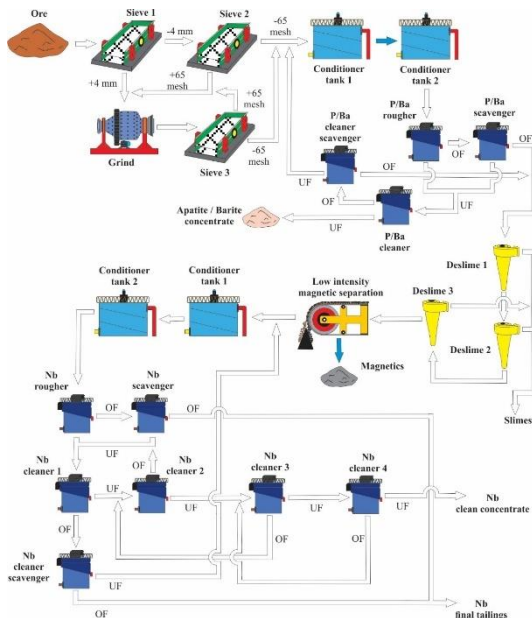 Ore
Sieve 1
Sieve 2
-4 mm
-65
mesh
+4 mm
+65
mesh
+65
mesh
-65
mesh
Grind
Sieve 3
Conditioner
tank 1
Conditioner
tank 2
P/Ba
rougher
P/Ba
scavenger
P/Ba
cleaner
scavenger
OF
OF
OF
UF
OF
UF
UF
P/Ba
cleaner
Apatite / Barite
concentrate
Deslime 1
Deslime 3
Deslime 2
Slimes
Low intensity
magnetic separation
Magnetics
Conditioner
tank 2
Conditioner
tank 1
Nb
rougher
Nb
scavenger
OF
OF
UF
Nb
cleaner 1
OF
Nb
cleaner 2
Nb
cleaner 3
Nb
cleaner 4
UF
UF
UF
UF
Nb
clean concentrate
OF
OF
OF
Nb
cleaner
scavenger
UF
OF
Nb
final tailings